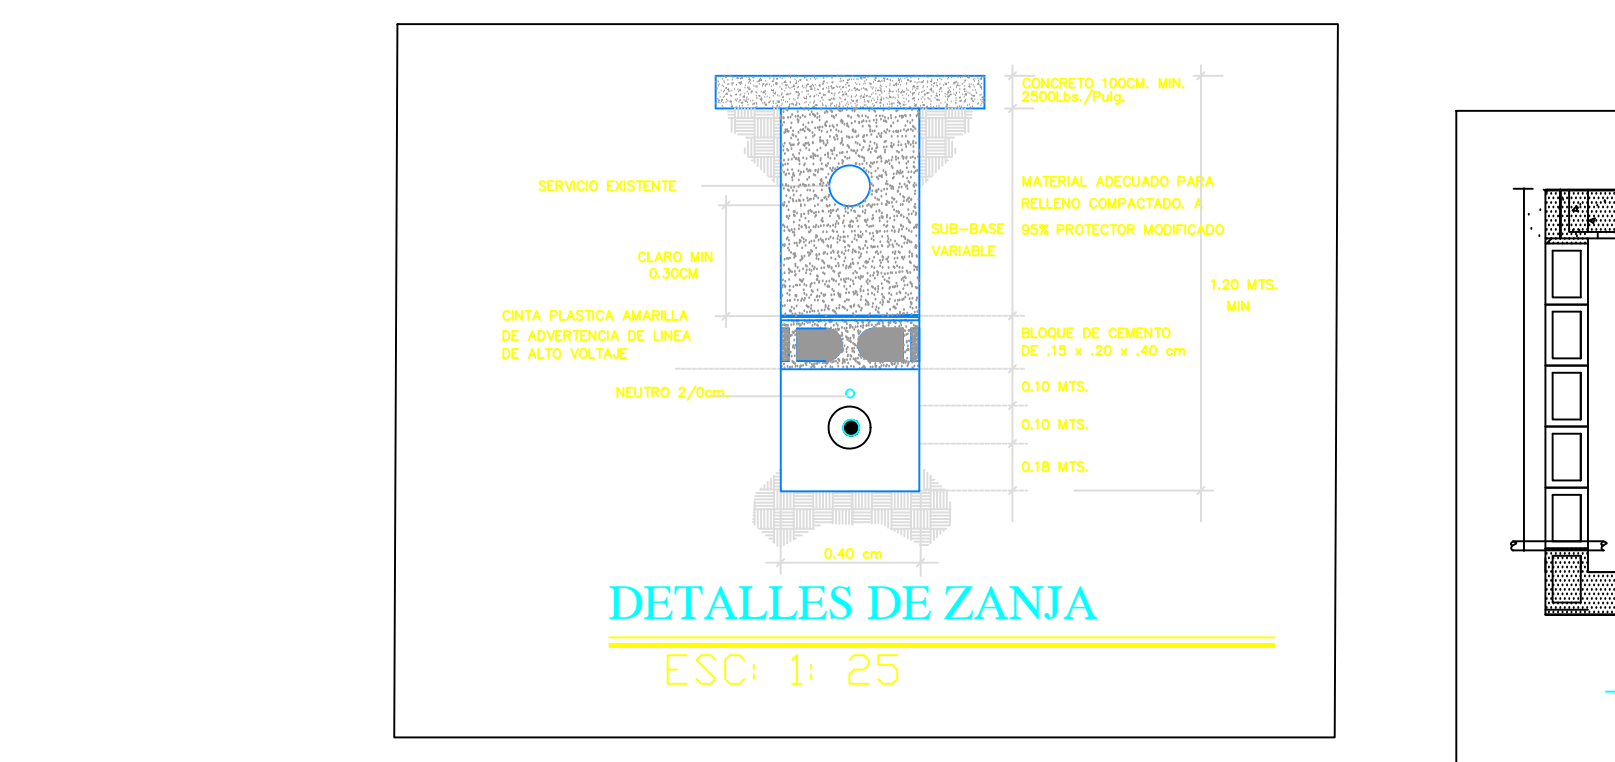 CONCRETO 100CM. MIN.
2500Lbs./Pulg.
SERVICIO EXISTENTE
MATERIAL ADECUADO PARA
RELLENO COMPACTADO. A
95% PROTECTOR MODIFICADO
SUB-BASE
VARIABLE
CLARO MIN
0.30CM
1.20 MTS.
MIN
CINTA PLASTICA AMARILLA
DE ADVERTENCIA DE LINEA
DE ALTO VOLTAJE
BLOQUE DE CEMENTO
DE .15 x .20 x .40 cm
NEUTRO 2/0cm.
0.10 MTS.
0.10 MTS.
0.18 MTS.
0.40 cm
DETALLES DE ZANJA
ESC: 1: 25